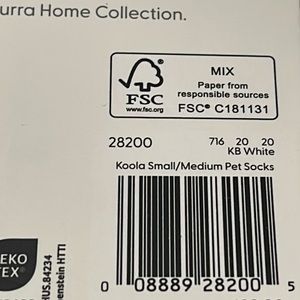 urra Home Collection.
FSC
MIX
Paper from
responsible sources
FSC® C181131
28200 716 20 20
KB White
Koola Small/Medium Pet Socks
EKO
TEX®
HUS.84234
enstein HTTI
0 08889 28200 5